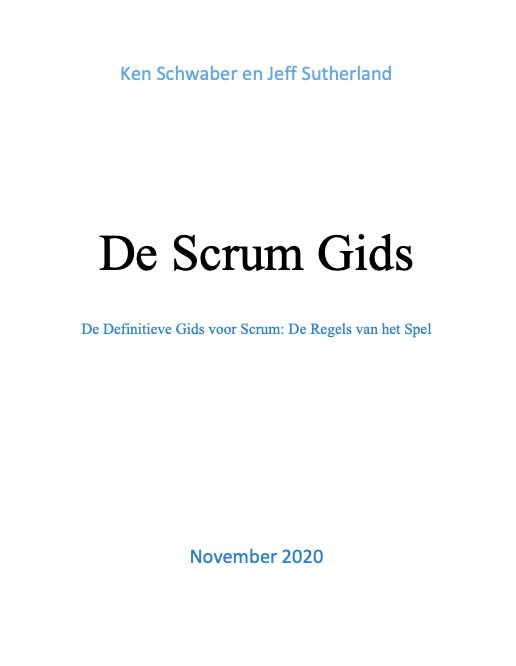 Ken Schwaber en Jeff Sutherland
De Scrum Gids
De Definitieve Gids voor Scrum: De Regels van het Spel
November 2020